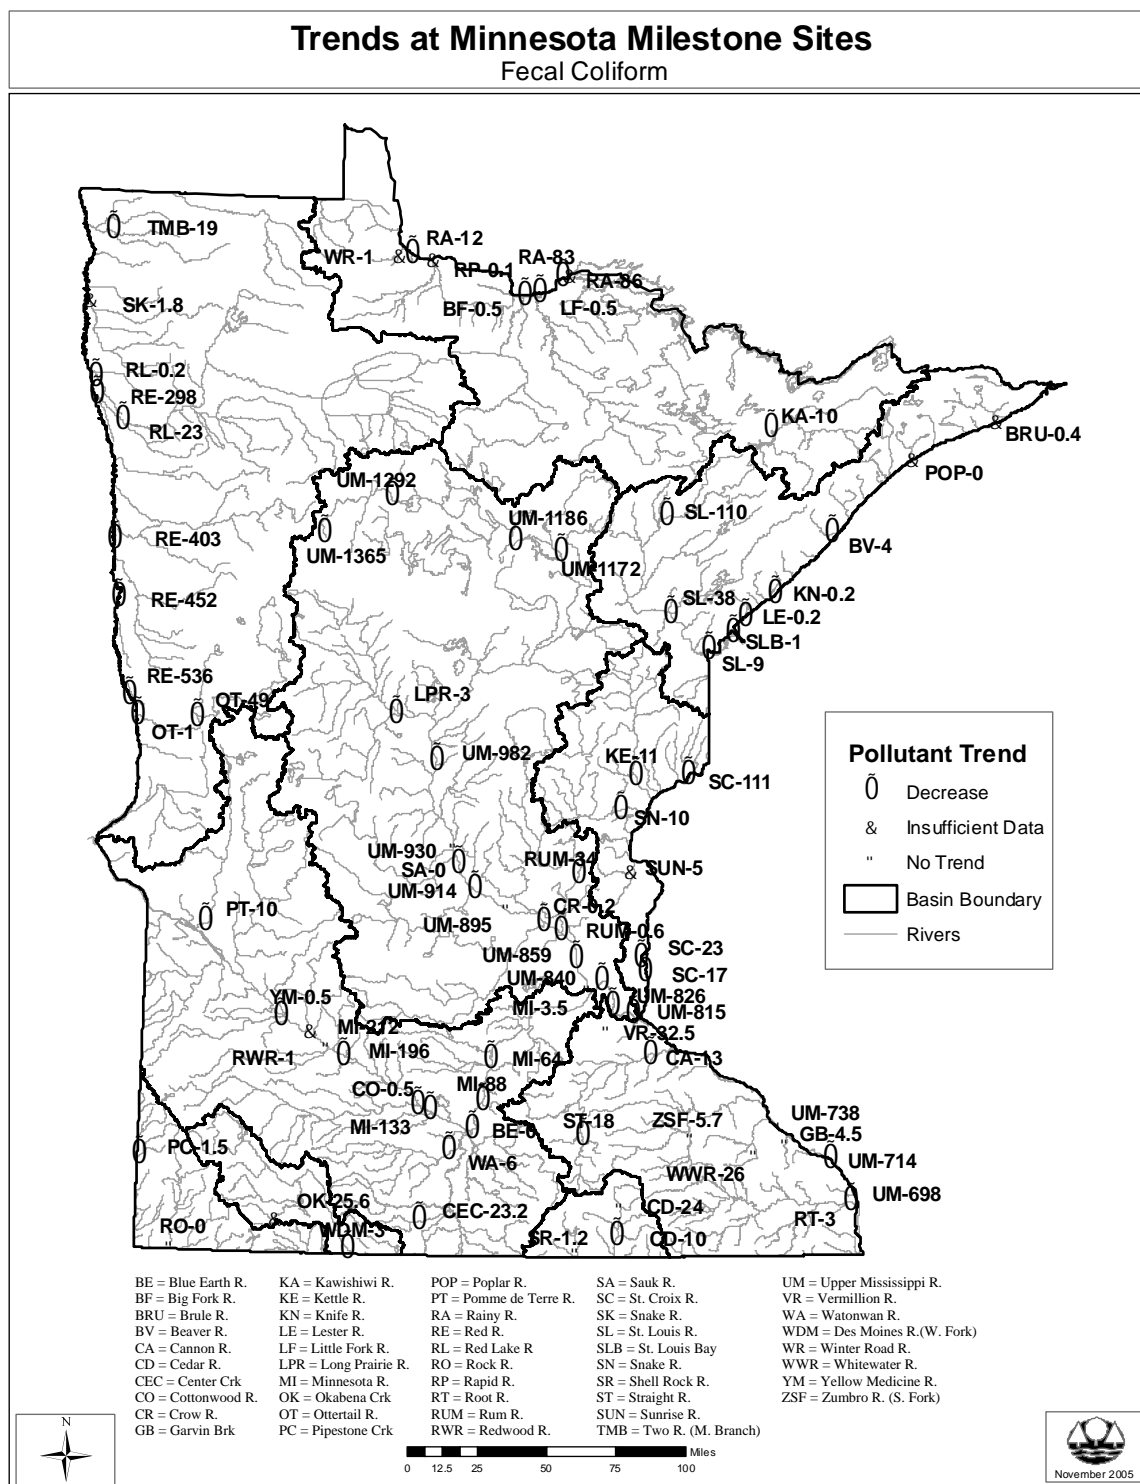 Trends at Minnesota Milestone Sites
Fecal Coliform
TMB-19
RA-12
WR-1
RA-83
RP-0.1
RA-86
SK-1.8
BF-0.5
LF-0.5
RL-0.2
RE-298
RL-23
KA-10
BRU-0.4
POP-0
UM-1292
UM-1186
SL-110
RE-403
UM-1365
UM-1172
BV-4
RE-452
SL-38
KN-0.2
LE-0.2
SLB-1
SL-9
RE-536
OT-49
LPR-3
OT-1
UM-982
KE-11
SC-111
SN-10
UM-930
RUM-34
SA-0
SUN-5
UM-914
PT-10
CR-0.2
UM-895
RUM-0.6
UM-859
SC-23
UM-840
SC-17
YM-0.5
UM-826
MI-3.5
UM-815
MI-212
VR-32.5
RWR-1
MI-196
MI-64
CA-13
CO-0.5
MI-88
MI-133
BE-0
ST-18
ZSF-5.7
UM-738
GB-4.5
PC-1.5
WA-6
UM-714
WWR-26
UM-698
OK-25.6
CEC-23.2
CD-24
RT-3
RO-0
WDM-3
SR-1.2
CD-10
Pollutant Trend
Decrease
& Insufficient Data
" No Trend
Basin Boundary
Rivers
BE = Blue Earth R.
BF = Big Fork R.
BRU = Brule R.
BV = Beaver R.
CA = Cannon R.
CD = Cedar R.
CEC = Center Crk
CO = Cottonwood R.
CR = Crow R.
GB = Garvin Brk
KA = Kawishiwi R.
KE = Kettle R.
KN = Knife R.
LE = Lester R.
LF = Little Fork R.
LPR = Long Prairie R.
MI = Minnesota R.
OK = Okabena Crk
OT = Ottertail R.
PC = Pipestone Crk
POP = Poplar R.
PT = Pomme de Terre R.
RA = Rainy R.
RE = Red R.
RL = Red Lake R
RO = Rock R.
RP = Rapid R.
RT = Root R.
RUM = Rum R.
RWR = Redwood R.
SA = Sauk R.
SC = St. Croix R.
SK = Snake R.
SL = St. Louis R.
SLB = St. Louis Bay
SN = Snake R.
SR = Shell Rock R.
ST = Straight R.
SUN = Sunrise R.
TMB = Two R. (M. Branch)
UM = Upper Mississippi R.
VR = Vermillion R.
WA = Watonwan R.
WDM = Des Moines R.(W. Fork)
WR = Winter Road R.
WWR = Whitewater R.
YM = Yellow Medicine R.
ZSF = Zumbro R. (S. Fork)
N
Miles
0 12.5 25 50 75 100
November 2005